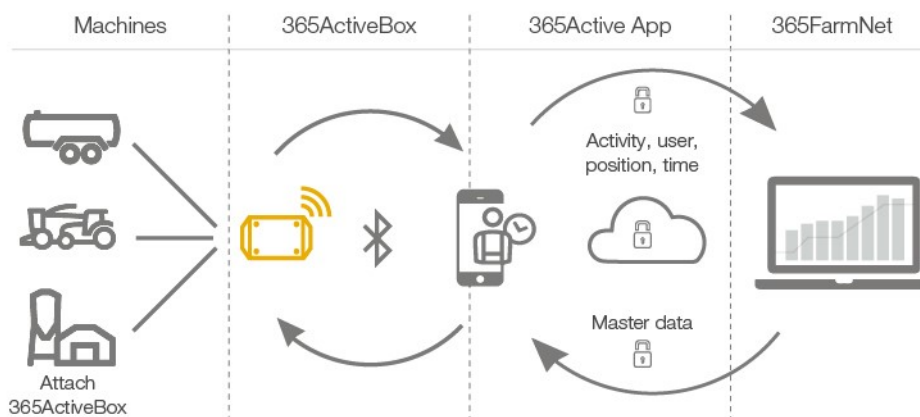 Machines
365ActiveBox
365Active App
365FarmNet
Activity, user,
position, time
Master data
Attach
365ActiveBox